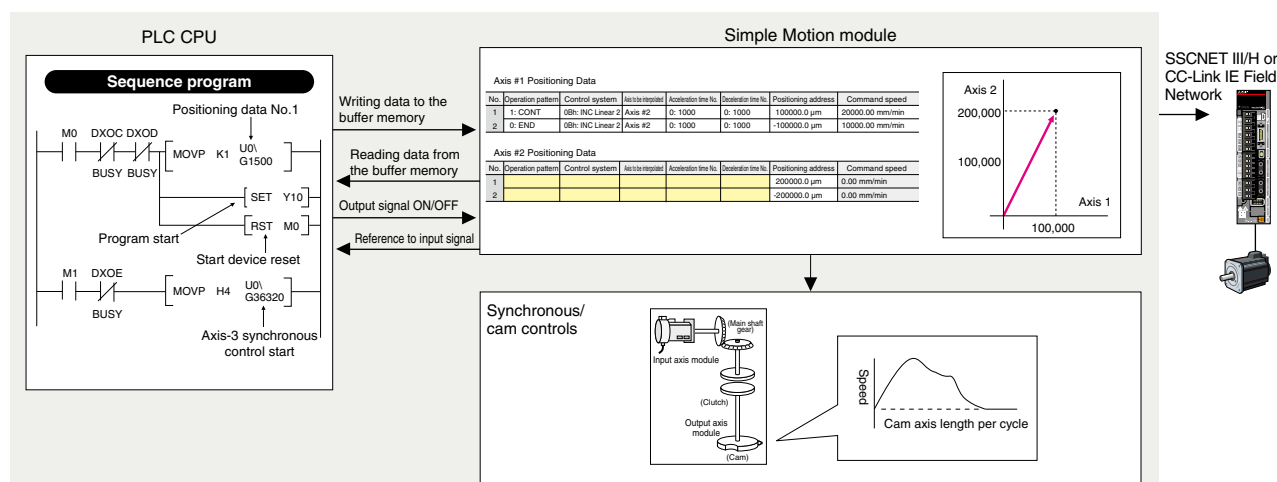 PLC CPU
Sequence program
Positioning data No.1
M0 DXOC DXOD
MOVP K1 U0\
G1500
BUSY BUSY
SET Y10
Program start
RST M0
Start device reset
M1 DXOE
MOVP H4 U0\
G36320
BUSY
Axis-3 synchronous
control start
Writing data to the
buffer memory
Reading data from
the buffer memory
Output signal ON/OFF
Reference to input signal
Simple Motion module
Axis #1 Positioning Data
No. Operation pattern Control system Axis to be interpolated Acceleration time No. Deceleration time No. Positioning address Command speed
1 1: CONT 0Bh: INC Linear 2 Axis #2 0: 1000 0: 1000 100000.0 µm 20000.00 mm/min
2 0: END 0Bh: INC Linear 2 Axis #2 0: 1000 0: 1000 -100000.0 µm 10000.00 mm/min
Axis #2 Positioning Data
No. Operation pattern Control system Axis to be interpolated Acceleration time No. Deceleration time No. Positioning address Command speed
1 200000.0 µm 0.00 mm/min
2 -200000.0 µm 0.00 mm/min
Axis 2
200,000
100,000
Axis 1
100,000
SSCNET III/H or
CC-Link IE Field
Network
Synchronous/
cam controls
(Main shaft
gear)
Input axis module
(Clutch)
Output axis
module
(Cam)
Speed
Cam axis length per cycle